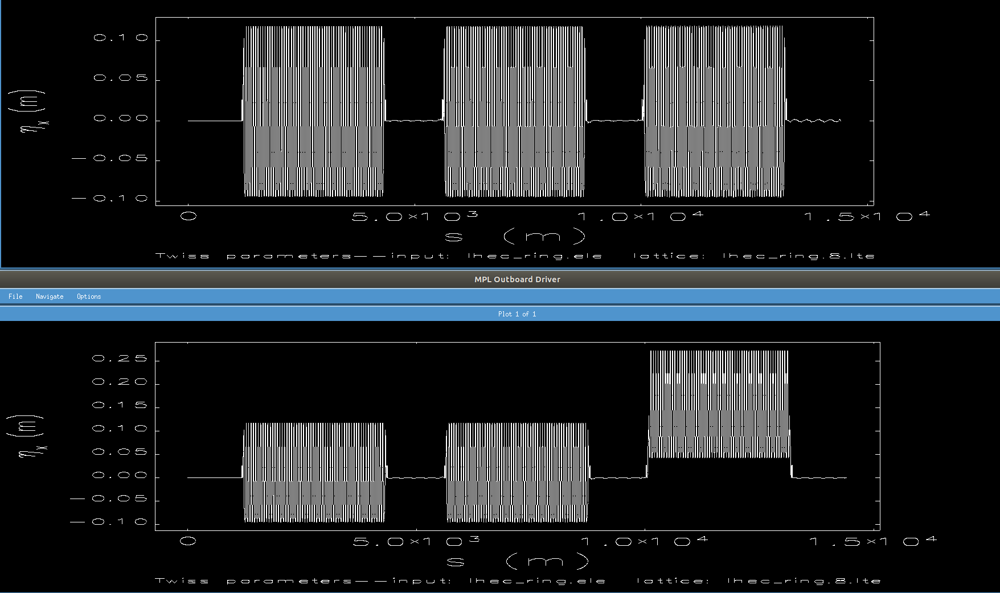 0.10
0.05
0.00
−0.05
−0.10
ηx (m)
0 5.0×10³ 1.0×10⁴ 1.5×10⁴
s (m)
Twiss parameters--input: lhec_ring.ele lattice: lhec_ring.8.lte
MPL Outboard Driver
File Navigate Options
Plot 1 of 1
0.25
0.20
0.15
0.10
0.05
0.00
−0.05
−0.10
ηx (m)
0 5.0×10³ 1.0×10⁴ 1.5×10⁴
s (m)
Twiss parameters--input: lhec_ring.ele lattice: lhec_ring.8.lte